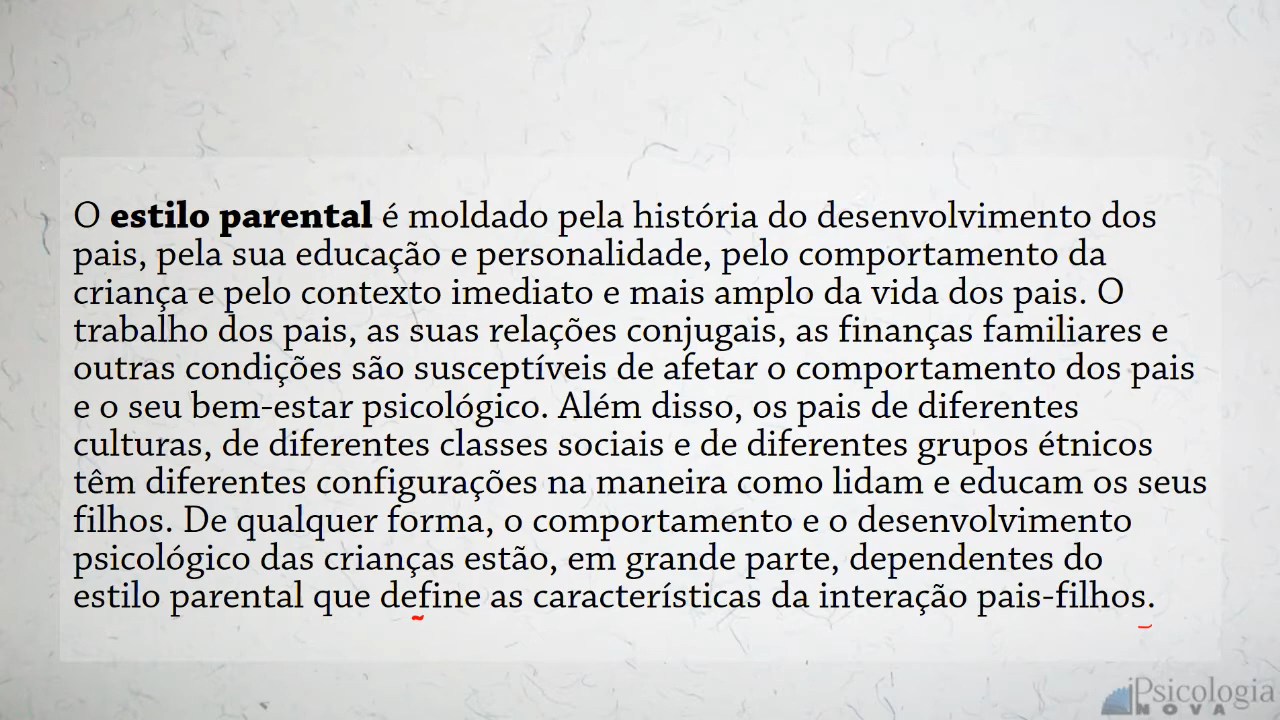 O estilo parental é moldado pela história do desenvolvimento dos
pais, pela sua educação e personalidade, pelo comportamento da
criança e pelo contexto imediato e mais amplo da vida dos pais. O
trabalho dos pais, as suas relações conjugais, as finanças familiares e
outras condições são susceptíveis de afetar o comportamento dos pais
e o seu bem-estar psicológico. Além disso, os pais de diferentes
culturas, de diferentes classes sociais e de diferentes grupos étnicos
têm diferentes configurações na maneira como lidam e educam os seus
filhos. De qualquer forma, o comportamento e o desenvolvimento
psicológico das crianças estão, em grande parte, dependentes do
estilo parental que define as características da interação pais-filhos.
Psicologia
NOVA